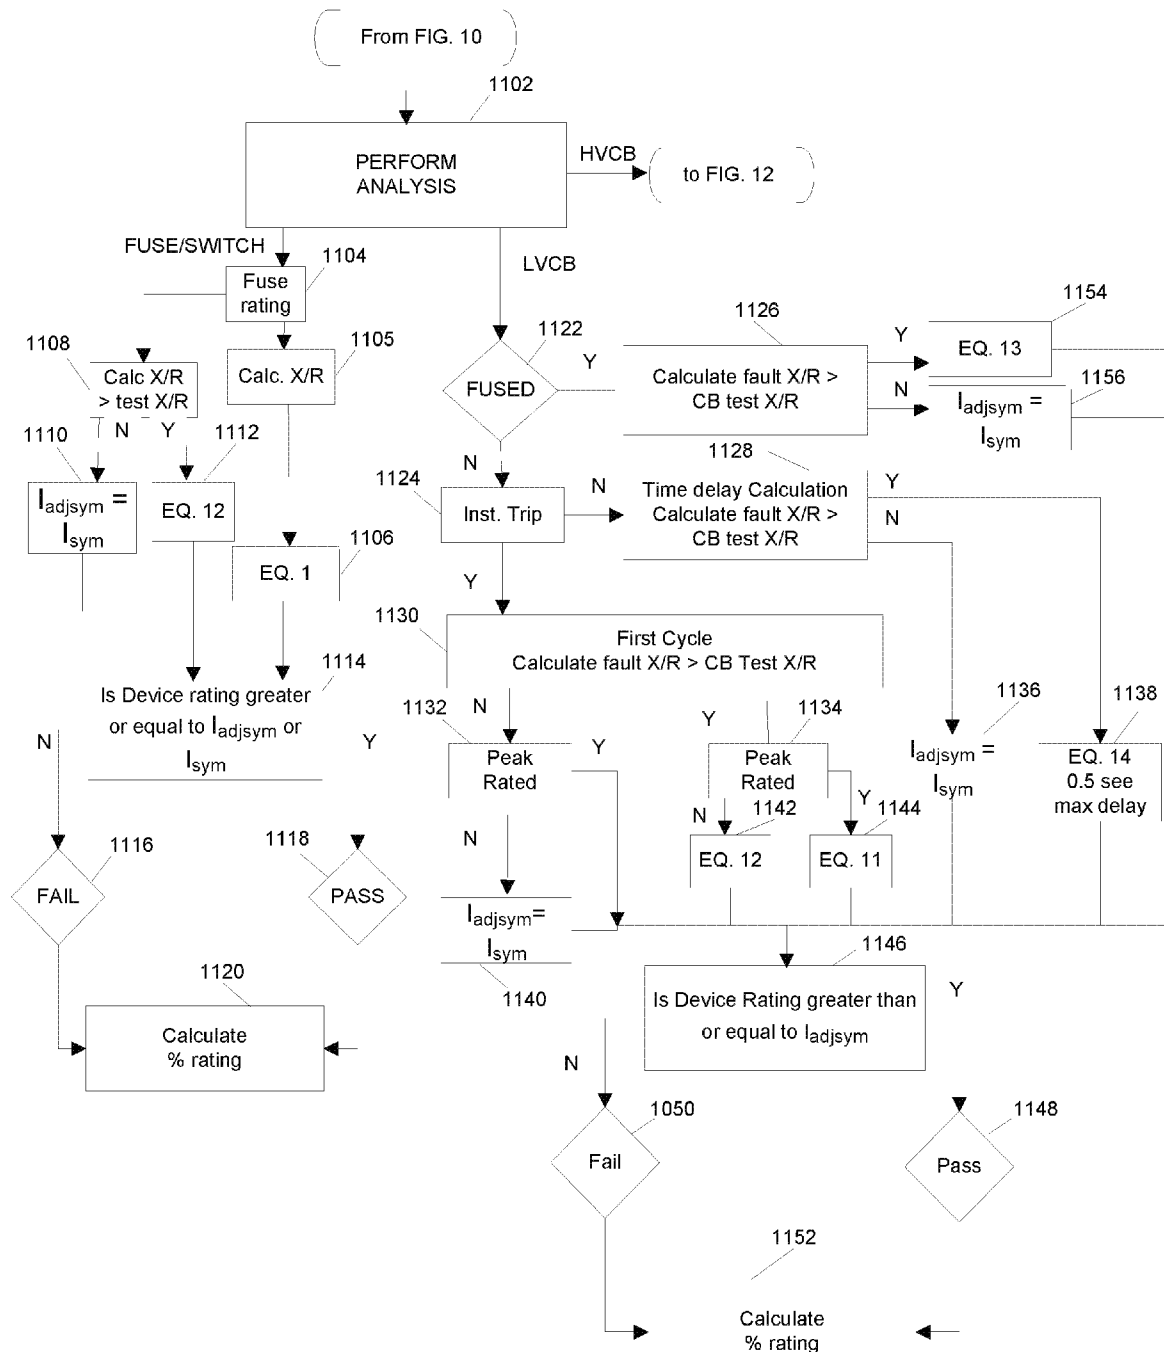 From FIG. 10
1102
PERFORM
ANALYSIS
HVCB
to FIG. 12
FUSE/SWITCH
LVCB
1104
Fuse
rating
1108
1105
Calc X/R
> test X/R
Calc. X/R
1122
FUSED
Y
1126
Calculate fault X/R >
CB test X/R
Y
N
1154
EQ. 13
1156
Iadjsym =
Isym
N
Y
1110
1112
Iadjsym =
Isym
EQ. 12
N
1124
Inst. Trip
N
1128
Time delay Calculation
Calculate fault X/R >
CB test X/R
Y
N
1106
EQ. 1
Y
1130
First Cycle
Calculate fault X/R > CB Test X/R
1114
Is Device rating greater
or equal to Iadjsym or
Isym
N
Y
1132
N
Peak
Rated
Y
Y
1134
Peak
Rated
1136
Iadjsym =
Isym
1138
EQ. 14
0.5 see
max delay
N
1142
Y
1144
EQ. 12
EQ. 11
1116
FAIL
1118
PASS
N
Iadjsym=
Isym
1140
1146
Is Device Rating greater than
or equal to Iadjsym
Y
1120
Calculate
% rating
N
1050
Fail
1148
Pass
1152
Calculate
% rating